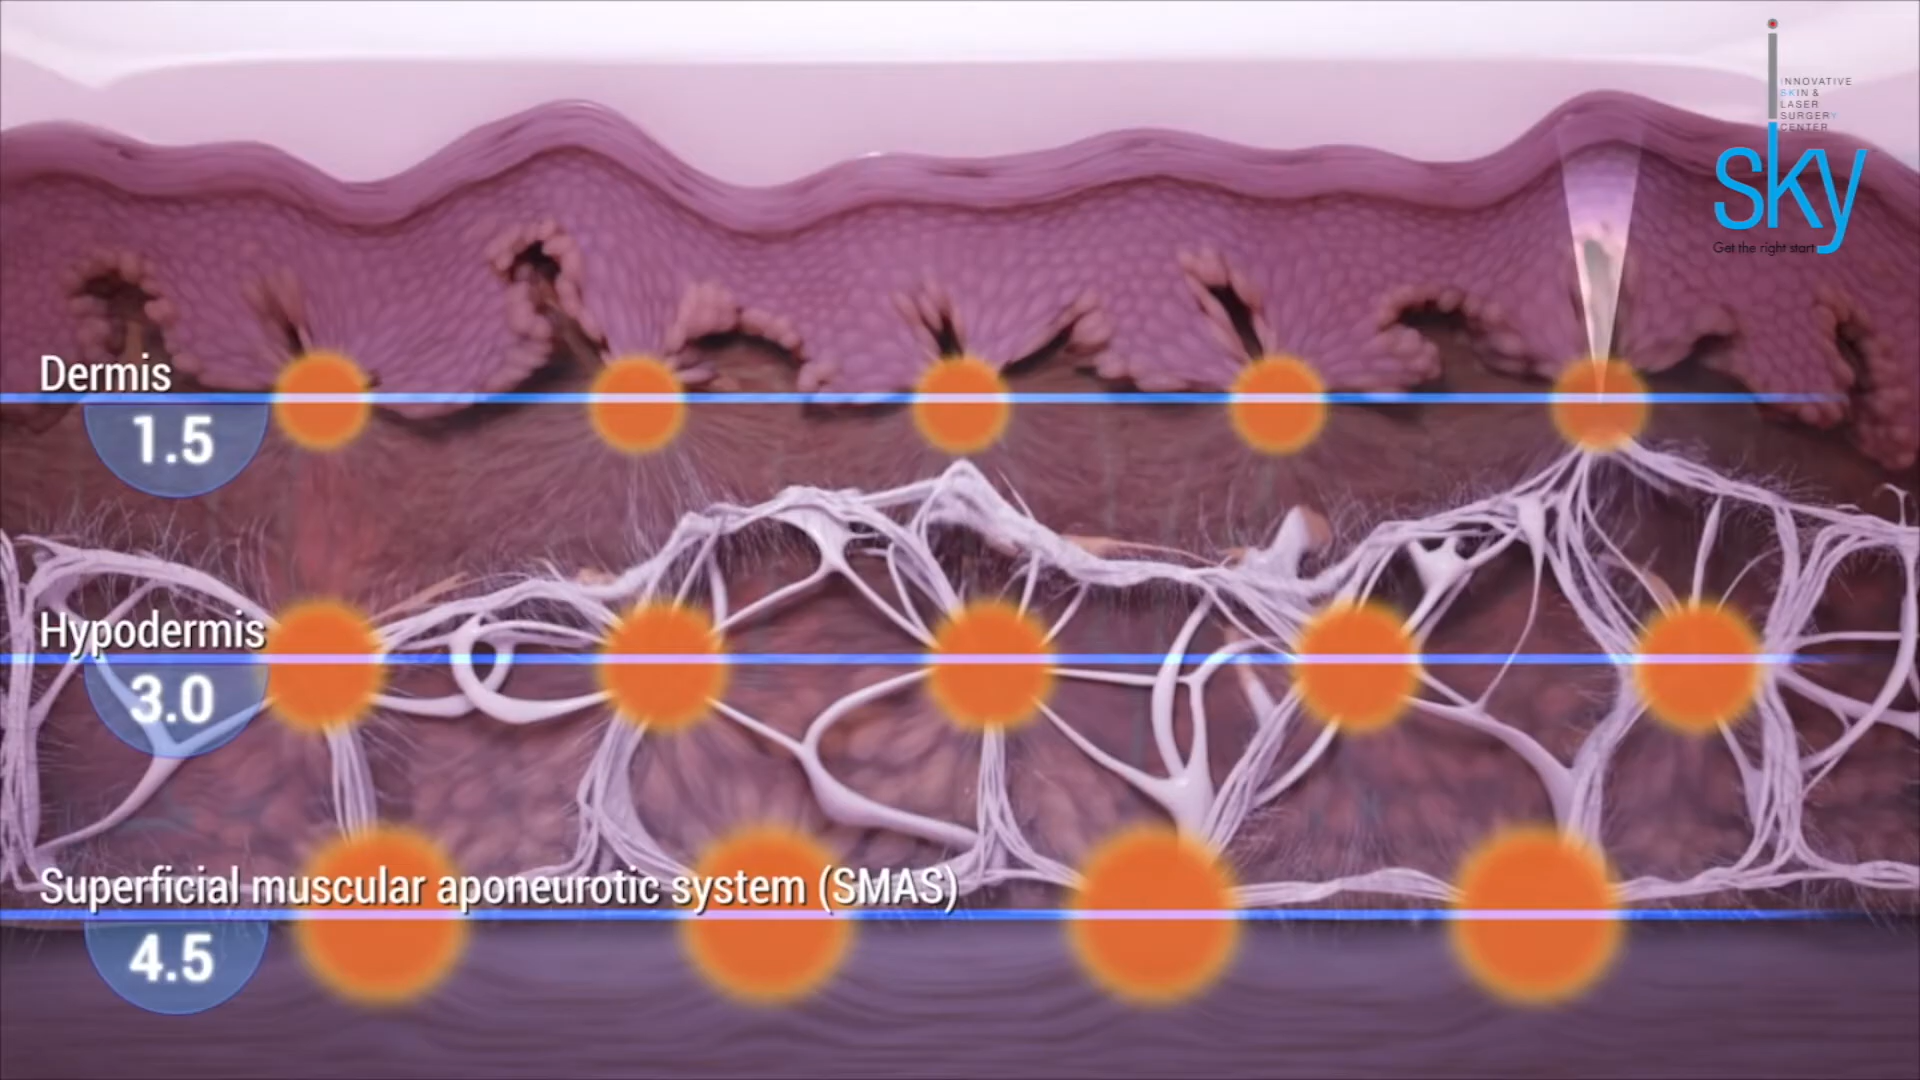 INNOVATIVE
SKIN &
LASER
SURGERY
CENTER
sky
Get the right start
Dermis
1.5
Hypodermis
3.0
Superficial muscular aponeurotic system (SMAS)
4.5